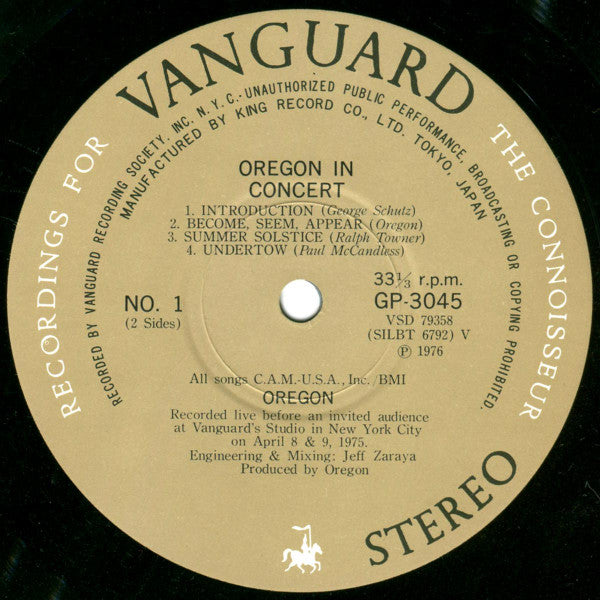 RECORDINGS FOR VANGUARD THE CONNOISSEUR
RECORDED BY VANGUARD RECORDING SOCIETY, INC. N.Y.C.-UNAUTHORIZED PUBLIC PERFORMANCE, BROADCASTING OR COPYING PROHIBITED.
MANUFACTURED BY KING RECORD CO., LTD. TOKYO, JAPAN
OREGON IN
CONCERT
1. INTRODUCTION (George Schutz)
2. BECOME, SEEM, APPEAR (Oregon)
3. SUMMER SOLSTICE (Ralph Towner)
4. UNDERTOW (Paul McCandless)
NO. 1
(2 Sides)
33⅓ r.p.m.
GP-3045
VSD 79358
(SILBT 6792) V
Ⓟ 1976
All songs C.A.M.-U.S.A., Inc./BMI
OREGON
Recorded live before an invited audience
at Vanguard's Studio in New York City
on April 8 & 9, 1975.
Engineering & Mixing: Jeff Zaraya
Produced by Oregon
STEREO